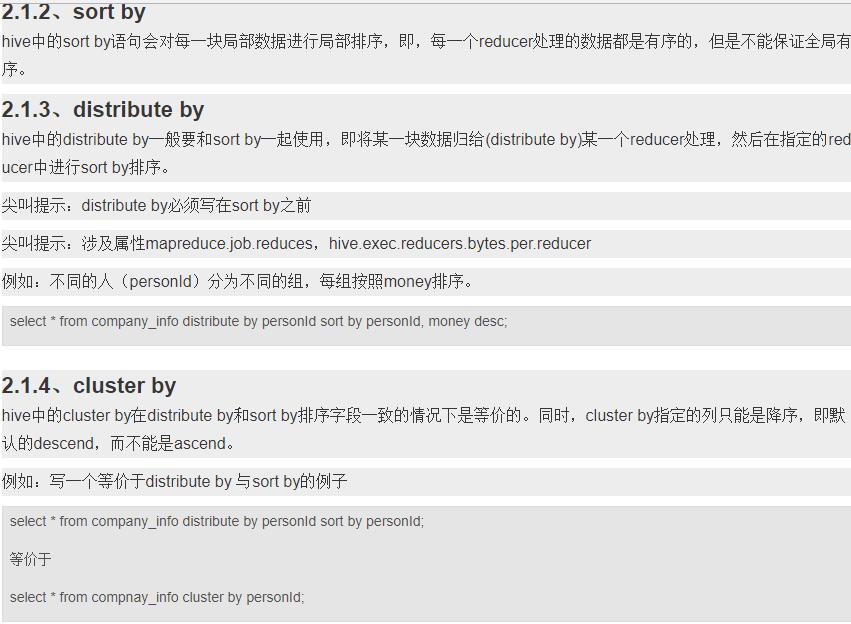 2.1.2、sort by
hive中的sort by语句会对每一块局部数据进行局部排序，即，每一个reducer处理的数据都是有序的，但是不能保证全局有
序。
2.1.3、distribute by
hive中的distribute by一般要和sort by一起使用，即将某一块数据归给(distribute by)某一个reducer处理，然后在指定的red
ucer中进行sort by排序。
尖叫提示：distribute by必须写在sort by之前
尖叫提示：涉及属性mapreduce.job.reduces，hive.exec.reducers.bytes.per.reducer
例如：不同的人（personId）分为不同的组，每组按照money排序。
select * from company_info distribute by personId sort by personId, money desc;
2.1.4、cluster by
hive中的cluster by在distribute by和sort by排序字段一致的情况下是等价的。同时，cluster by指定的列只能是降序，即默
认的descend，而不能是ascend。
例如：写一个等价于distribute by 与sort by的例子
select * from company_info distribute by personId sort by personId;
等价于
select * from compnay_info cluster by personId;